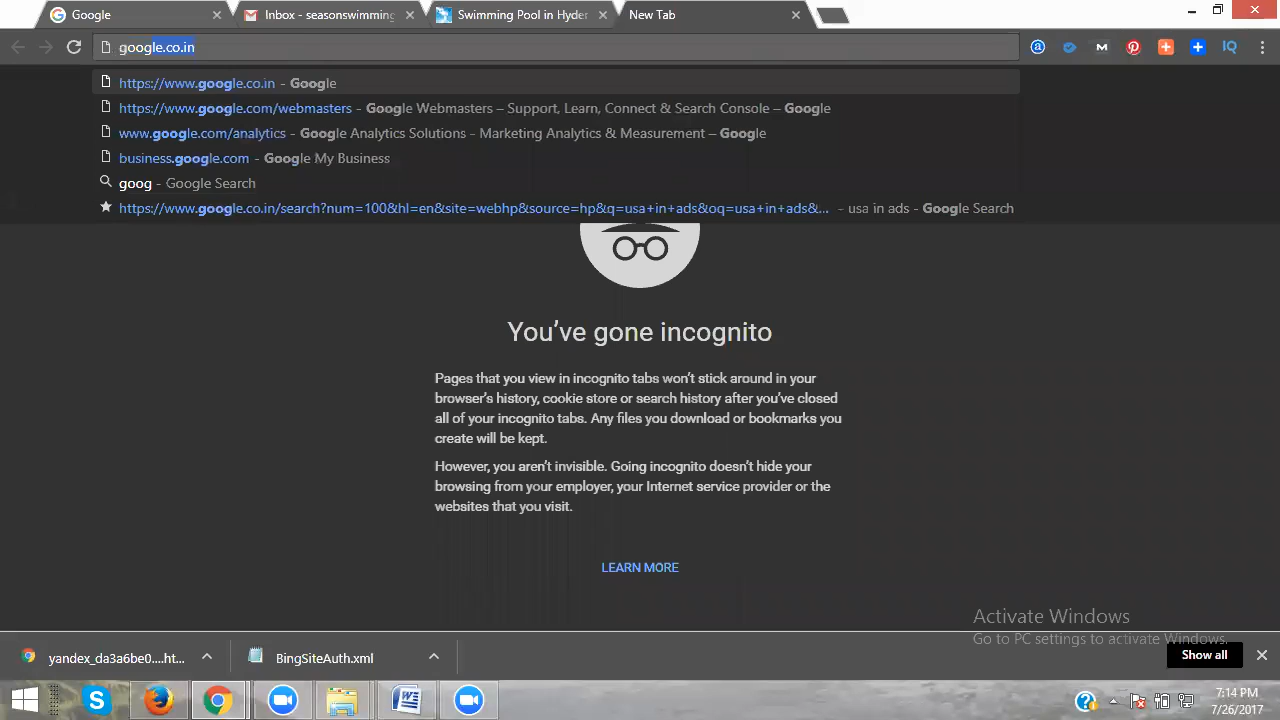 Google
Inbox - seasonswimming
Swimming Pool in Hyder
New Tab
google.co.in
https://www.google.co.in - Google
https://www.google.com/webmasters - Google Webmasters – Support, Learn, Connect & Search Console – Google
www.google.com/analytics - Google Analytics Solutions - Marketing Analytics & Measurement – Google
business.google.com - Google My Business
goog - Google Search
https://www.google.co.in/search?num=100&hl=en&site=webhp&source=hp&q=usa+in+ads&oq=usa+in+ads&... - usa in ads - Google Search
You've gone incognito
Pages that you view in incognito tabs won't stick around in your
browser's history, cookie store or search history after you've closed
all of your incognito tabs. Any files you download or bookmarks you
create will be kept.
However, you aren't invisible. Going incognito doesn't hide your
browsing from your employer, your Internet service provider or the
websites that you visit.
LEARN MORE
Activate Windows
Go to PC settings to activate Windows.
yandex_da3a6be0....ht...
BingSiteAuth.xml
Show all
7:14 PM
7/26/2017